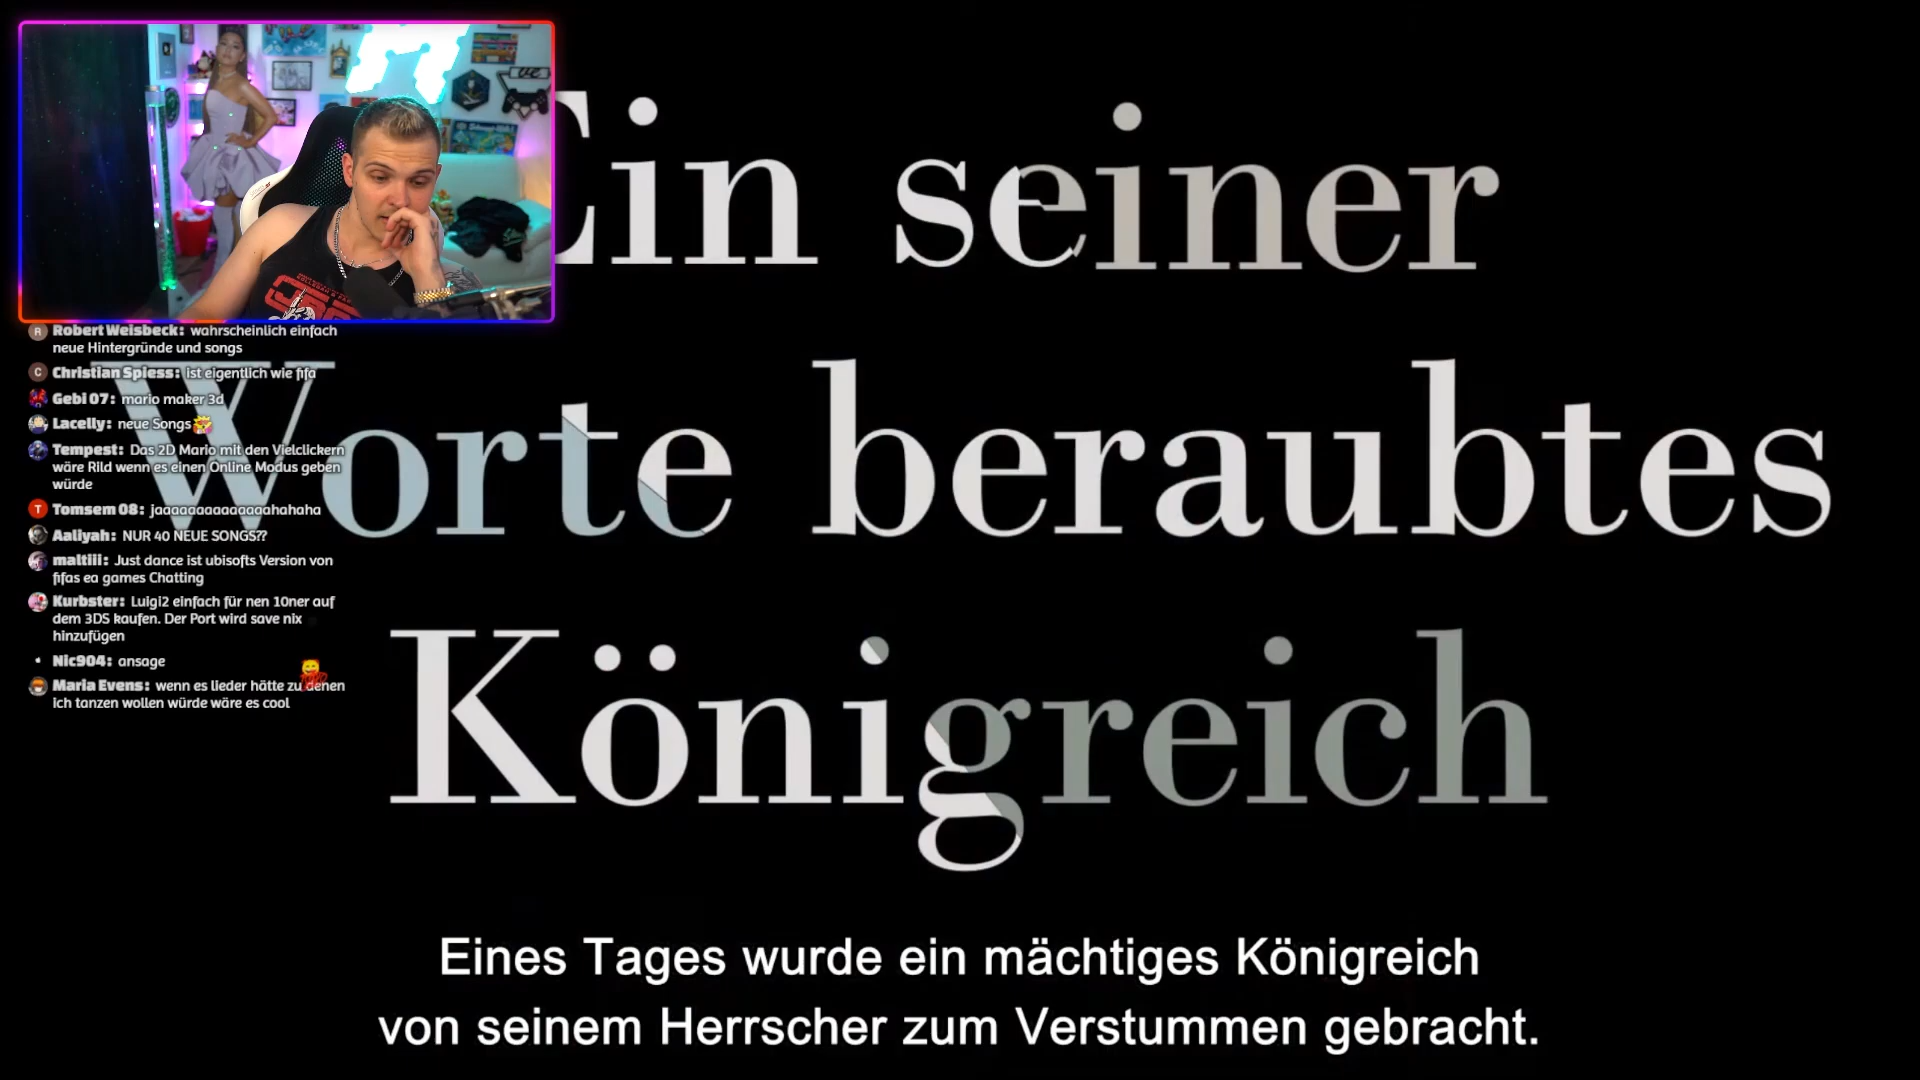 Ein seiner
Worte beraubtes
Königreich
Robert Weisbeck: wahrscheinlich einfach
neue Hintergründe und songs
Christian Spiess: ist eigentlich wie fifa
Gebi 07: mario maker 3d
Lacelly: neue Songs
Tempest: Das 2D Mario mit den Vielclickern
wäre Rild wenn es einen Online Modus geben
würde
Tomsem 08: jaaaaaaaaaaaaaahahaha
Aaliyah: NUR 40 NEUE SONGS??
maltiii: Just dance ist ubisofts Version von
fifas ea games Chatting
Kurbster: Luigi2 einfach für nen 10ner auf
dem 3DS kaufen. Der Port wird save nix
hinzufügen
Nic904: ansage
Maria Evens: wenn es lieder hätte zu denen
ich tanzen wollen würde wäre es cool
Eines Tages wurde ein mächtiges Königreich
von seinem Herrscher zum Verstummen gebracht.